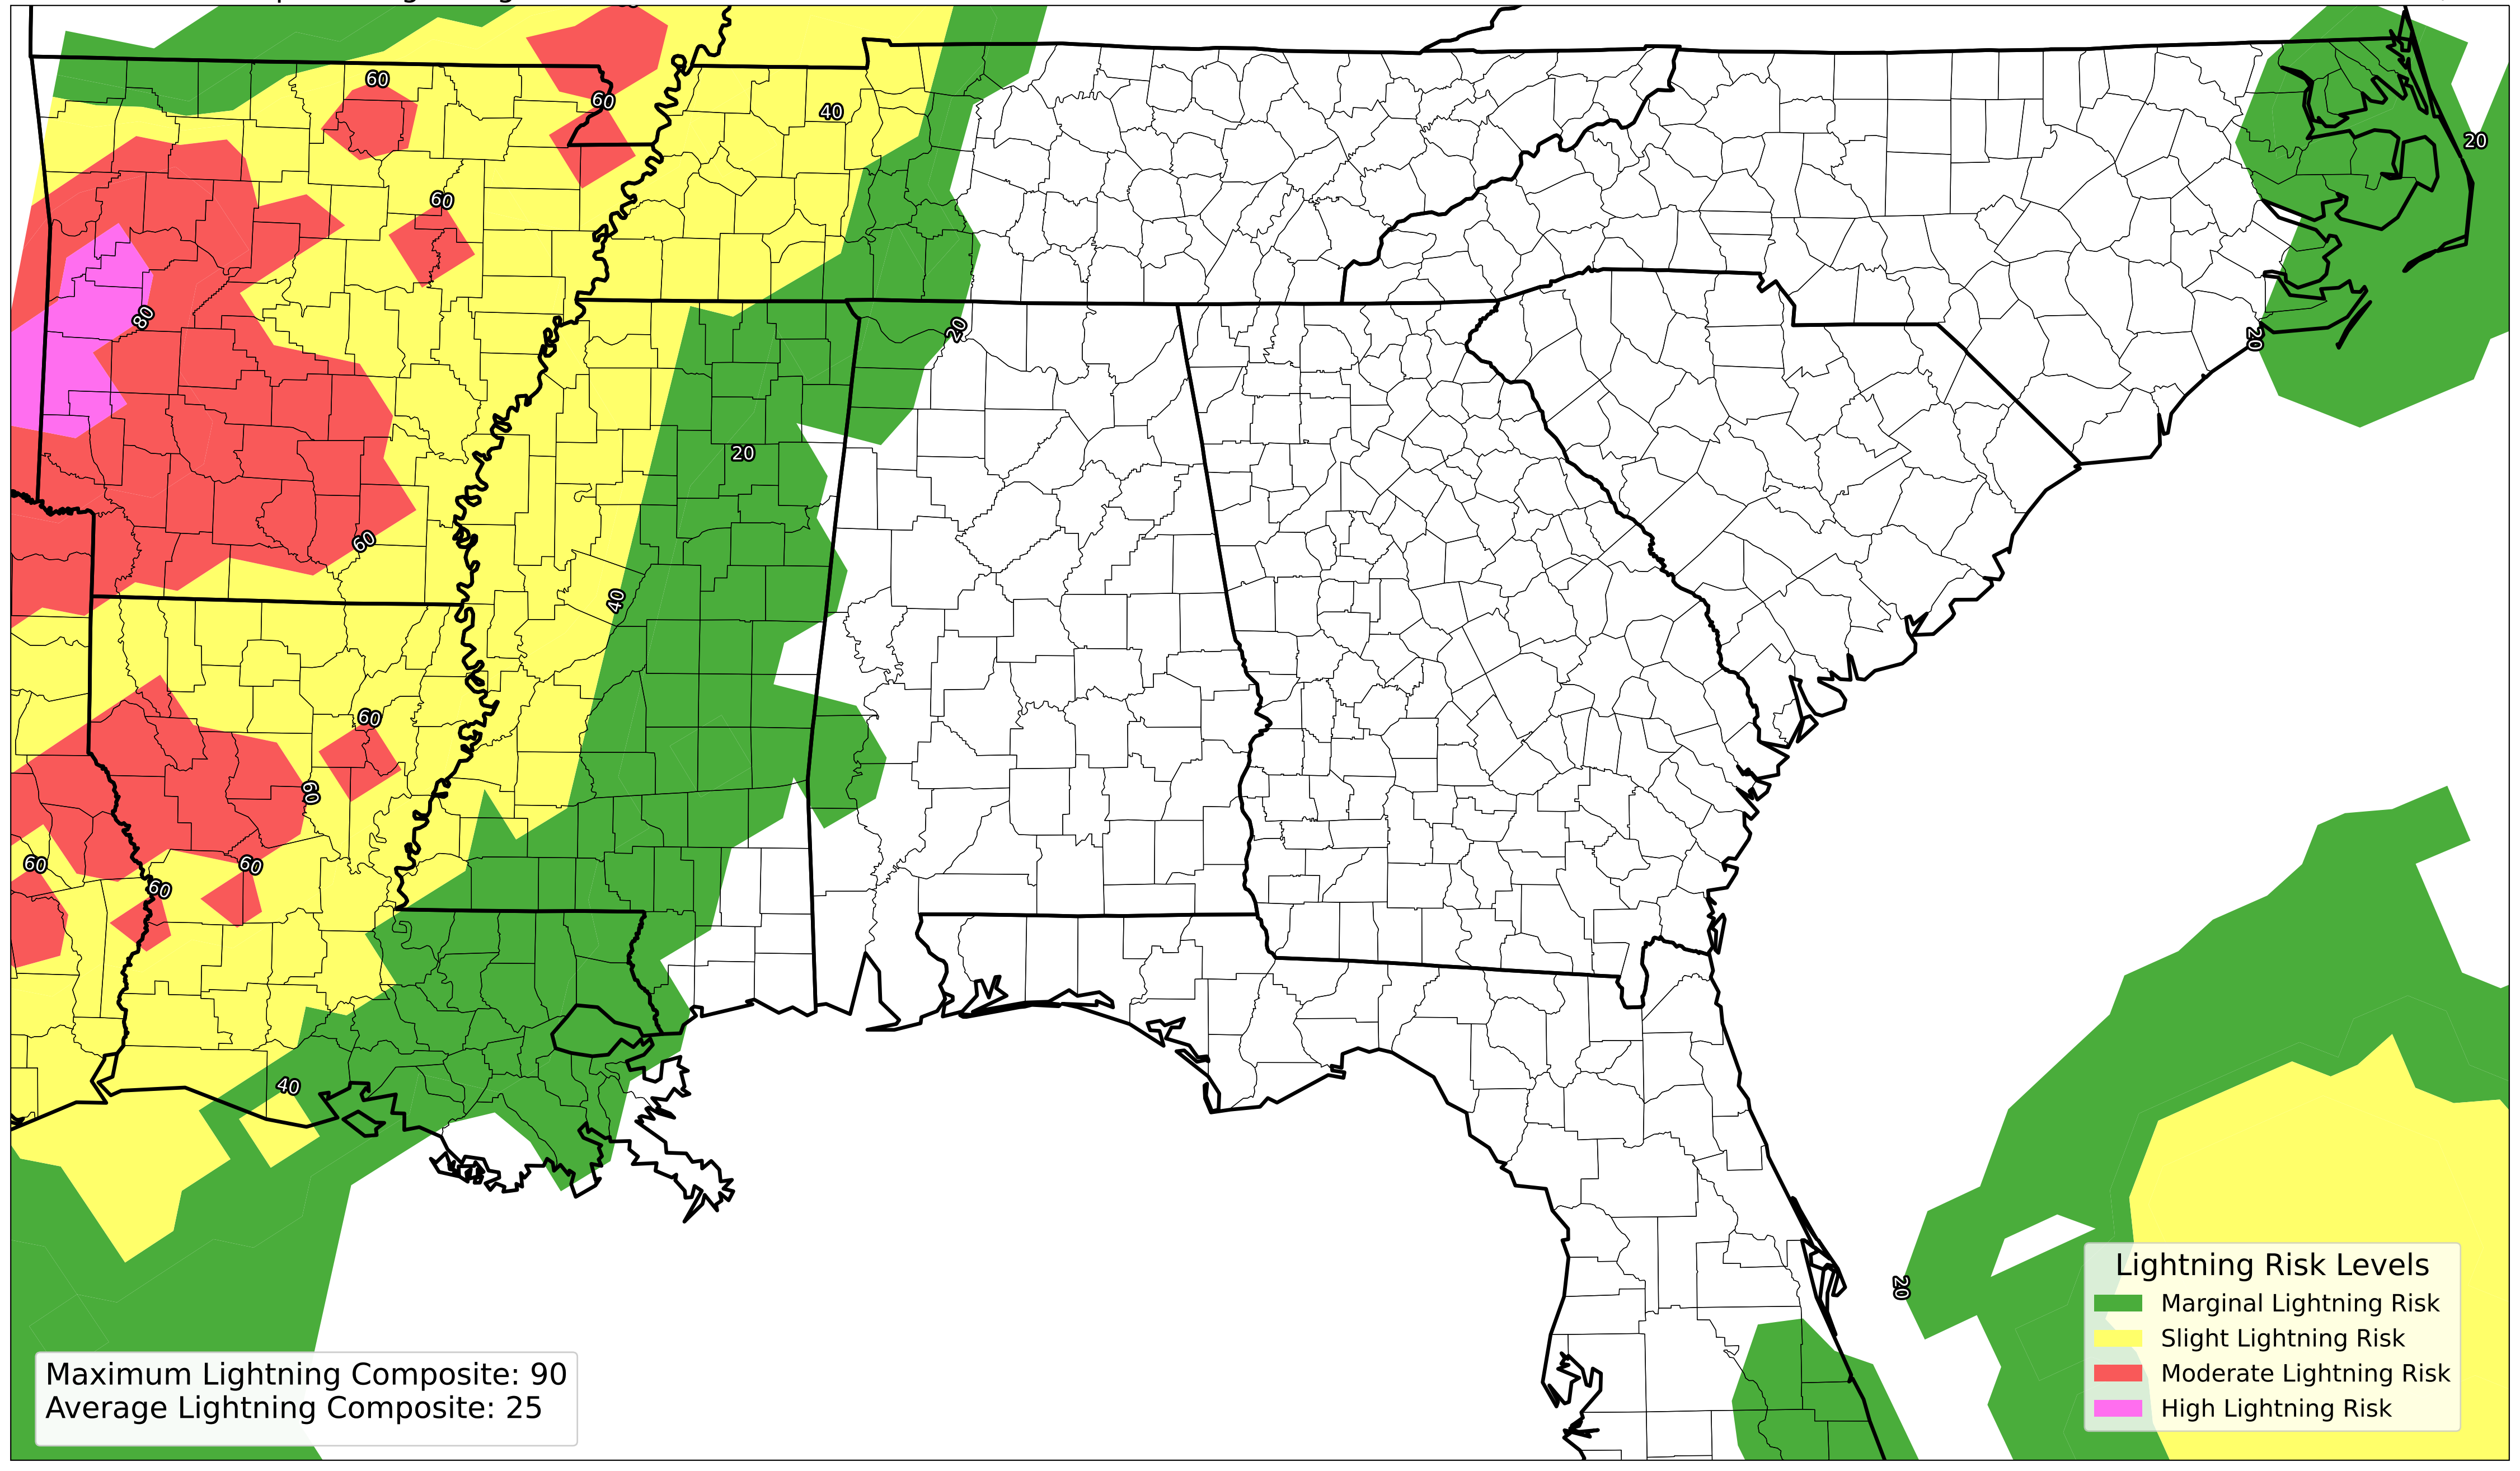 60
60
40
20
60
80
20
20
20
60
40
60
60
60
60
60
40
20
Lightning Risk Levels
Marginal Lightning Risk
Slight Lightning Risk
Moderate Lightning Risk
High Lightning Risk
Maximum Lightning Composite: 90
Average Lightning Composite: 25